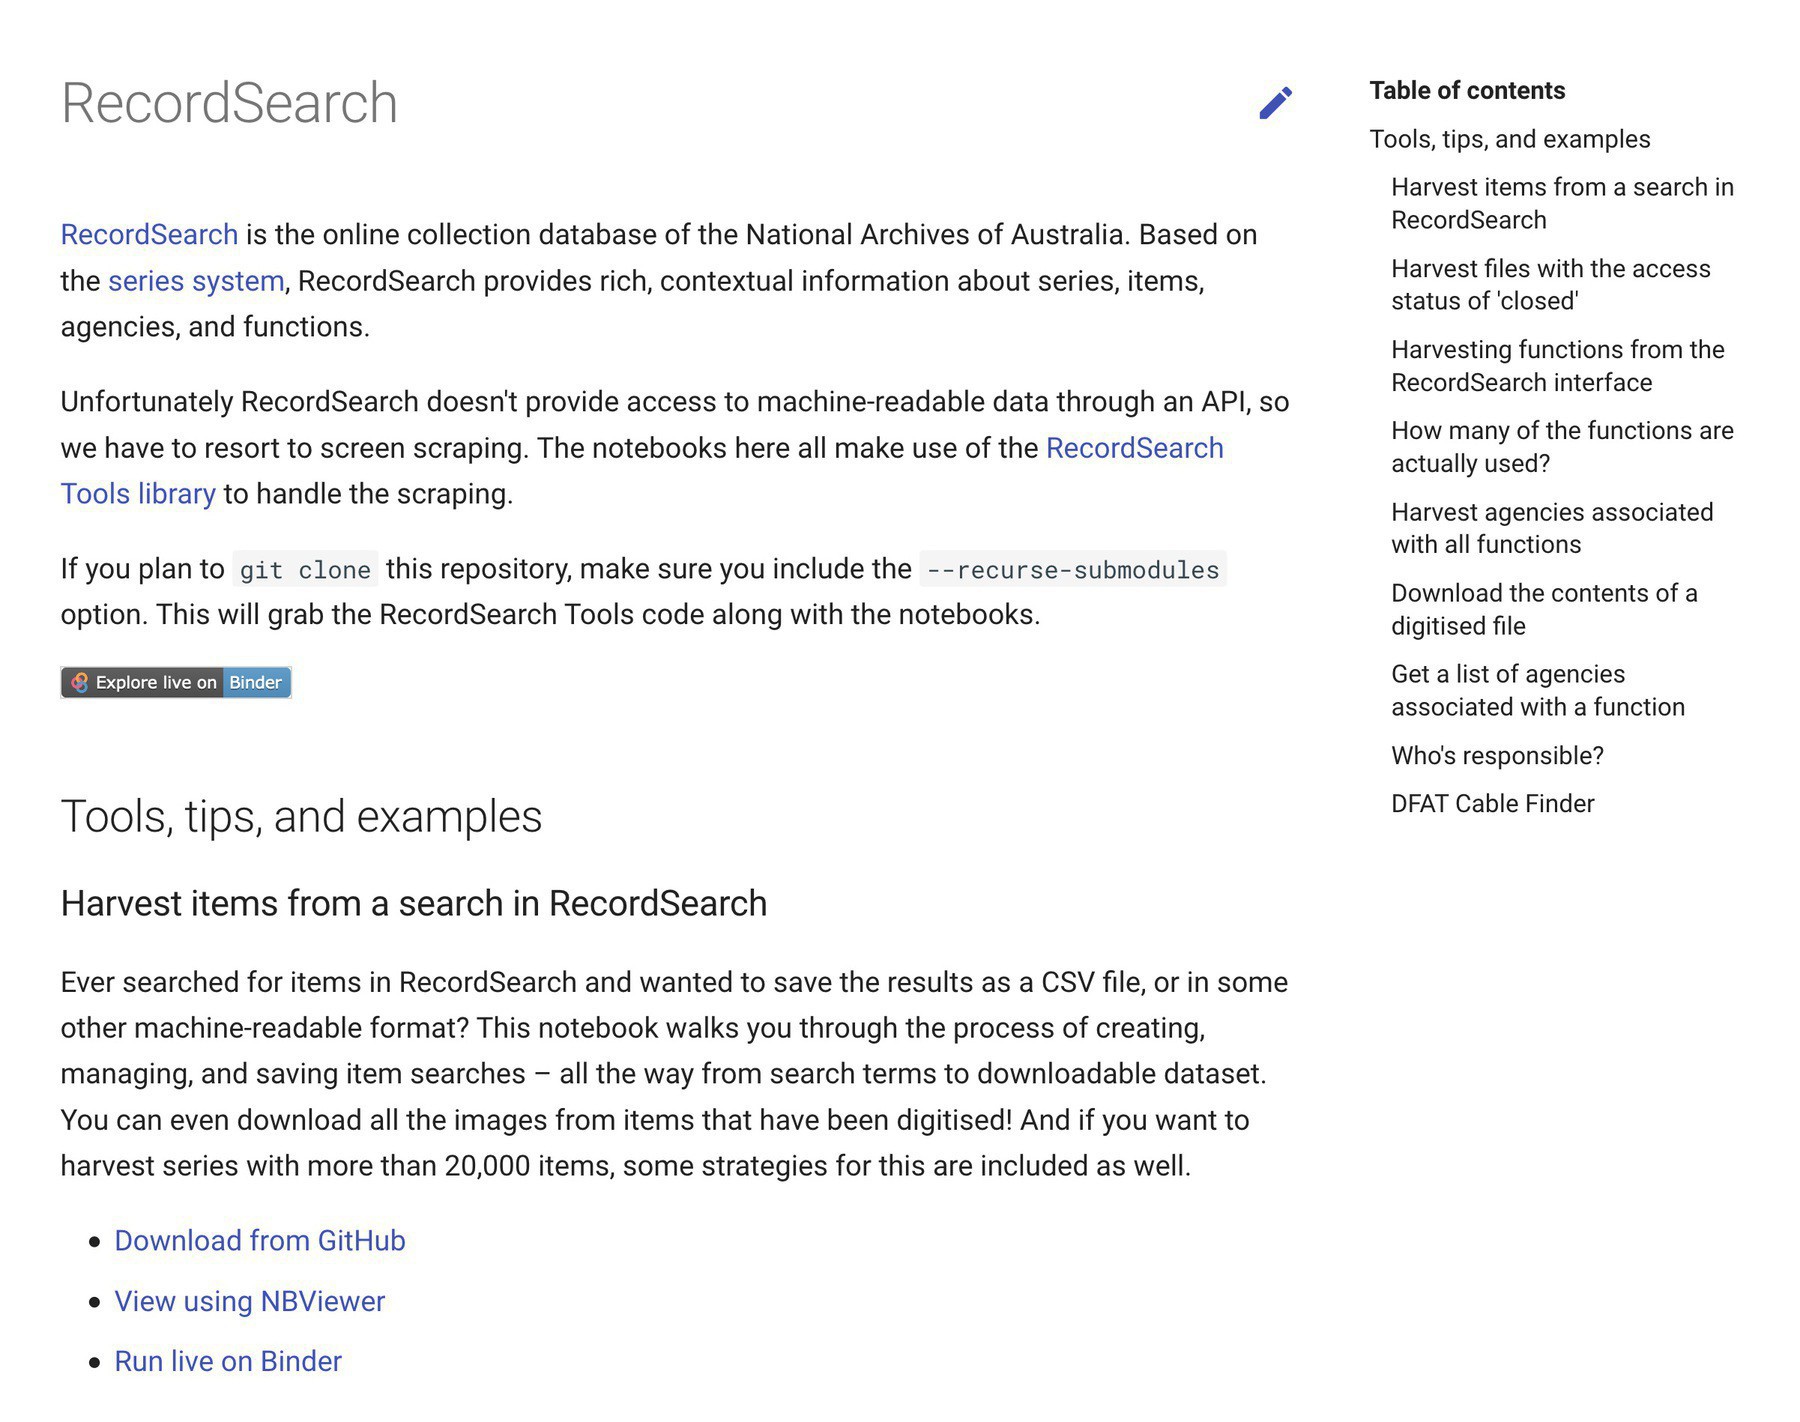 RecordSearch
RecordSearch is the online collection database of the National Archives of Australia. Based on
the series system, RecordSearch provides rich, contextual information about series, items,
agencies, and functions.
Unfortunately RecordSearch doesn't provide access to machine-readable data through an API, so
we have to resort to screen scraping. The notebooks here all make use of the RecordSearch
Tools library to handle the scraping.
If you plan to git clone this repository, make sure you include the --recurse-submodules
option. This will grab the RecordSearch Tools code along with the notebooks.
Explore live on Binder
Tools, tips, and examples
Harvest items from a search in RecordSearch
Ever searched for items in RecordSearch and wanted to save the results as a CSV file, or in some
other machine-readable format? This notebook walks you through the process of creating,
managing, and saving item searches – all the way from search terms to downloadable dataset.
You can even download all the images from items that have been digitised! And if you want to
harvest series with more than 20,000 items, some strategies for this are included as well.
• Download from GitHub
• View using NBViewer
• Run live on Binder
Table of contents
Tools, tips, and examples
Harvest items from a search in
RecordSearch
Harvest files with the access
status of 'closed'
Harvesting functions from the
RecordSearch interface
How many of the functions are
actually used?
Harvest agencies associated
with all functions
Download the contents of a
digitised file
Get a list of agencies
associated with a function
Who's responsible?
DFAT Cable Finder